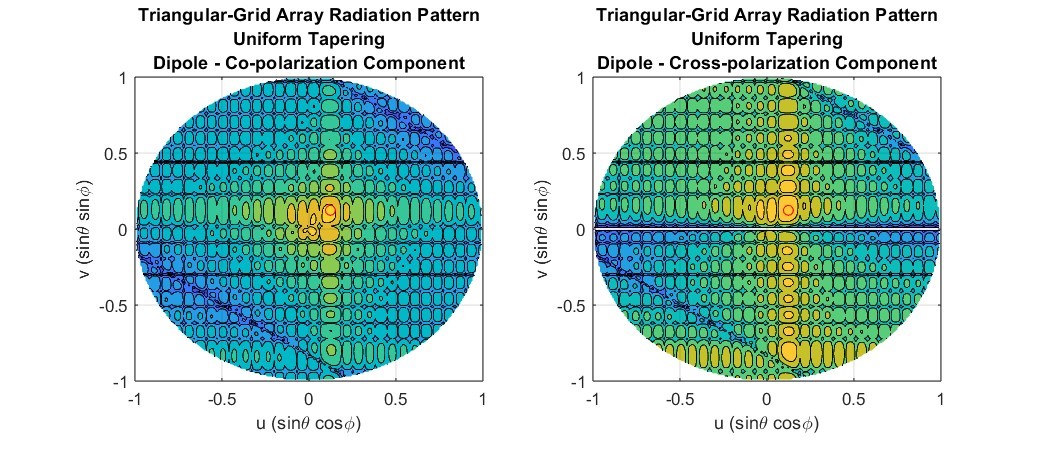 Triangular-Grid Array Radiation Pattern
Uniform Tapering
Dipole - Co-polarization Component
1
0.5
0
-0.5
-1
v (sinθ sinϕ)
-1 -0.5 0 0.5 1
u (sinθ cosϕ)
Triangular-Grid Array Radiation Pattern
Uniform Tapering
Dipole - Cross-polarization Component
1
0.5
0
-0.5
-1
v (sinθ sinϕ)
-1 -0.5 0 0.5 1
u (sinθ cosϕ)